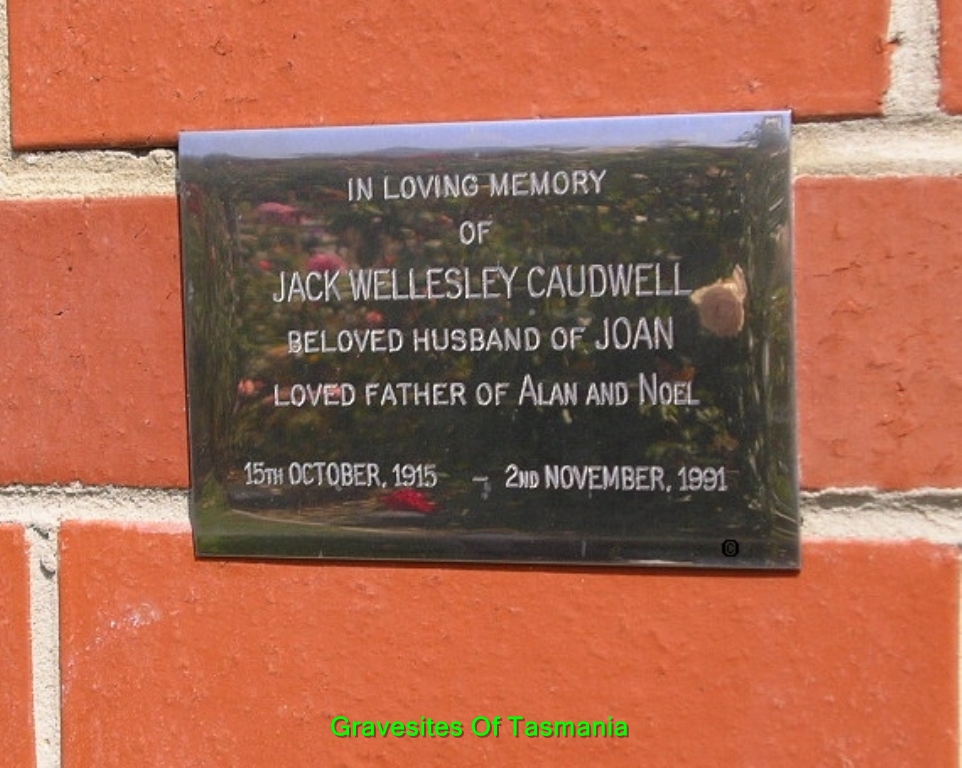 IN LOVING MEMORY
OF
JACK WELLESLEY CAUDWELL
BELOVED HUSBAND OF JOAN
LOVED FATHER OF ALAN AND NOEL
15TH OCTOBER, 1915 - 2ND NOVEMBER, 1991
©
Gravesites Of Tasmania